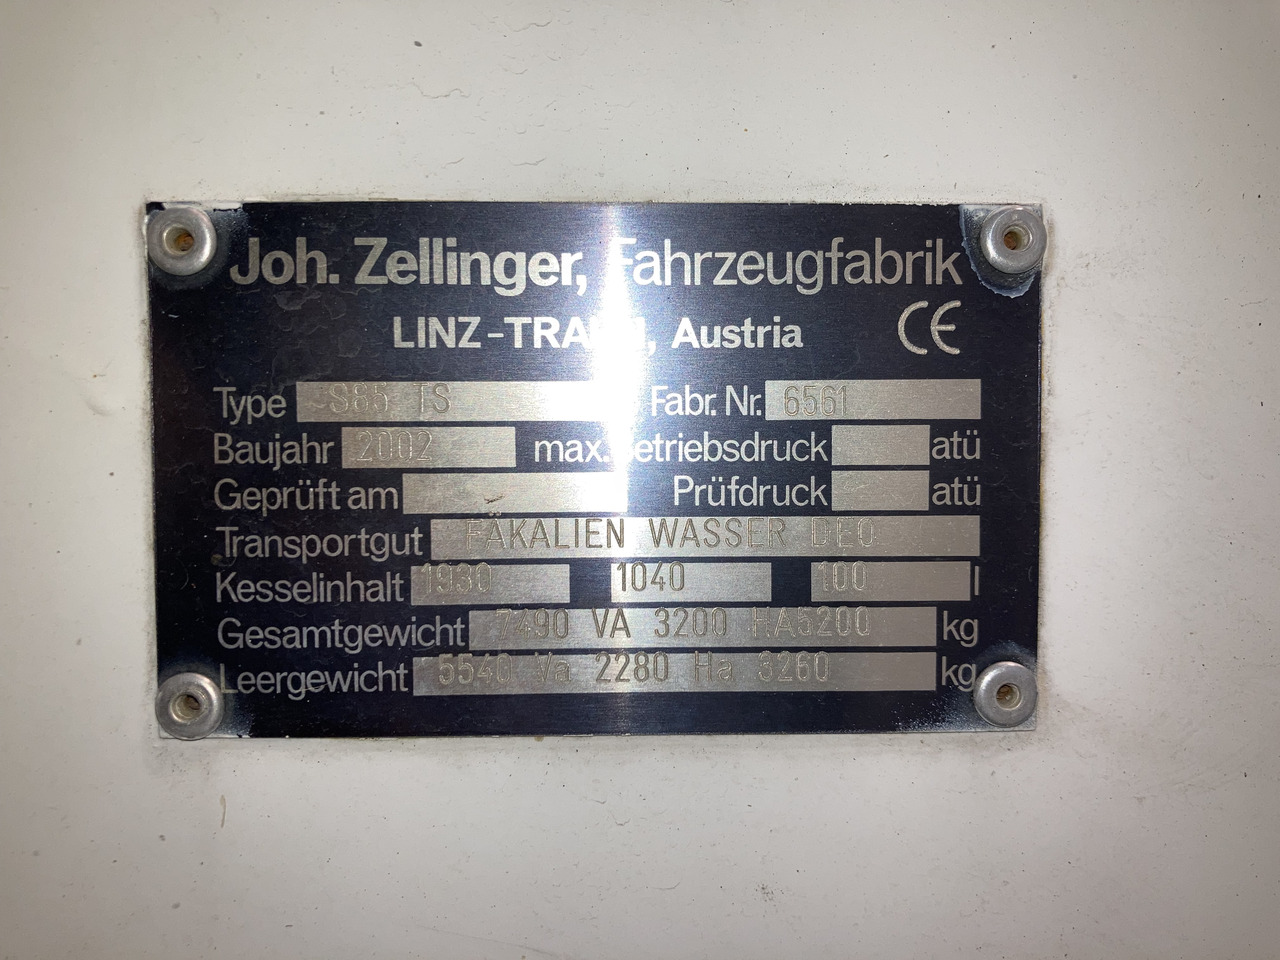 Joh. Zellinger, Fahrzeugfabrik
LINZ-TRAUN, Austria CE
Type S85 TS Fabr. Nr. 6561
Baujahr 2002 max. Betriebsdruck atü
Geprüft am Prüfdruck atü
Transportgut FÄKALIEN WASSER DEO
Kesselinhalt 1930 1040 100 l
Gesamtgewicht 7490 VA 3200 HA5200 kg
Leergewicht 5540 Va 2280 Ha 3260 kg